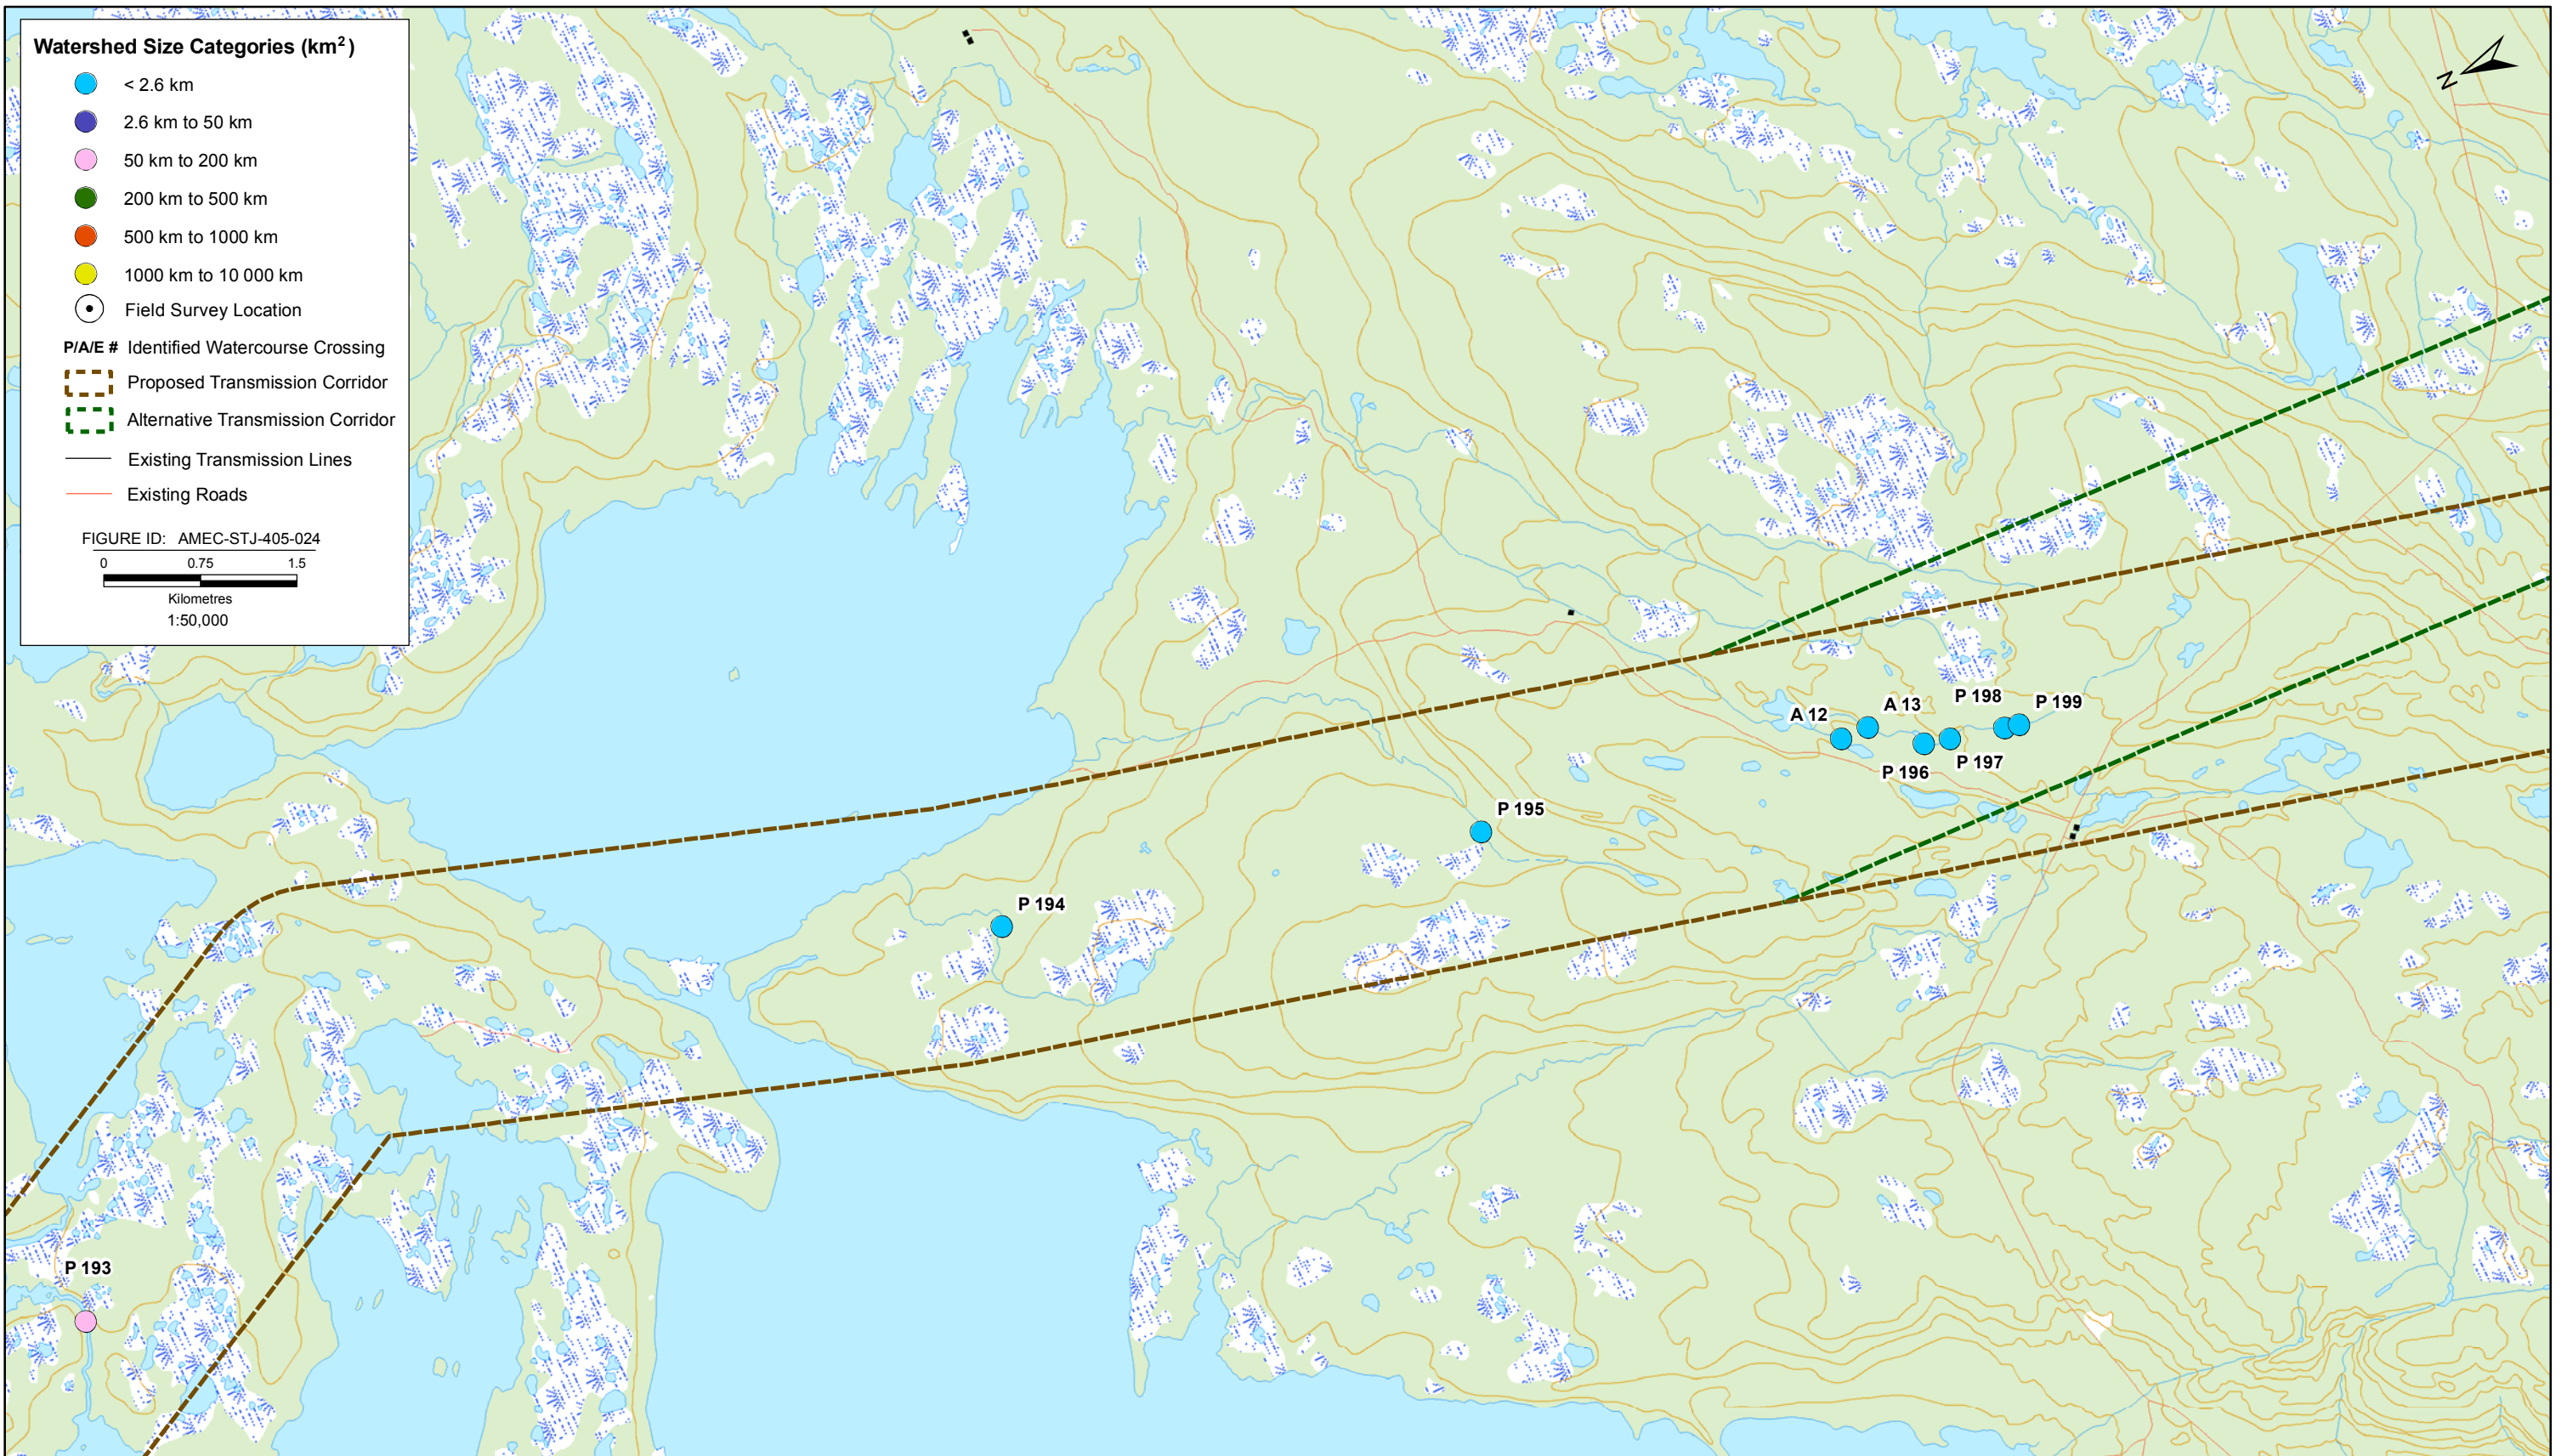 Watershed Size Categories (km²)
< 2.6 km
2.6 km to 50 km
50 km to 200 km
200 km to 500 km
500 km to 1000 km
1000 km to 10 000 km
Field Survey Location
P/A/E # Identified Watercourse Crossing
Proposed Transmission Corridor
Alternative Transmission Corridor
Existing Transmission Lines
Existing Roads
FIGURE ID: AMEC-STJ-405-024
0 0.75 1.5
Kilometres
1:50,000
N
P 198
P 199
A 13
A 12
P 197
P 196
P 195
P 194
P 193